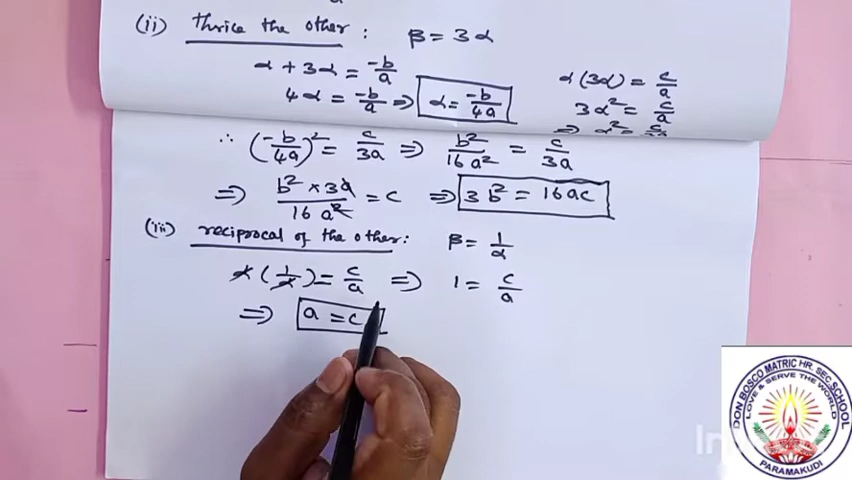 (ii) thrice the other : β = 3α
α + 3α = -b/a
α (3α) = c/a
4α = -b/a ⇒ α = -b/4a
3α² = c/a
⇒ α² = c/3a
∴ (-b/4a)² = c/3a ⇒ b²/16a² = c/3a
⇒ b² × 3a/16a² = c ⇒ 3b² = 16ac
(iii) reciprocal of the other : β = 1/α
α (1/α) = c/a ⇒ 1 = c/a
⇒ a = c
DON BOSCO MATRIC HR. SEC. SCHOOL
LOVE & SERVE THE WORLD
PARAMAKUDI